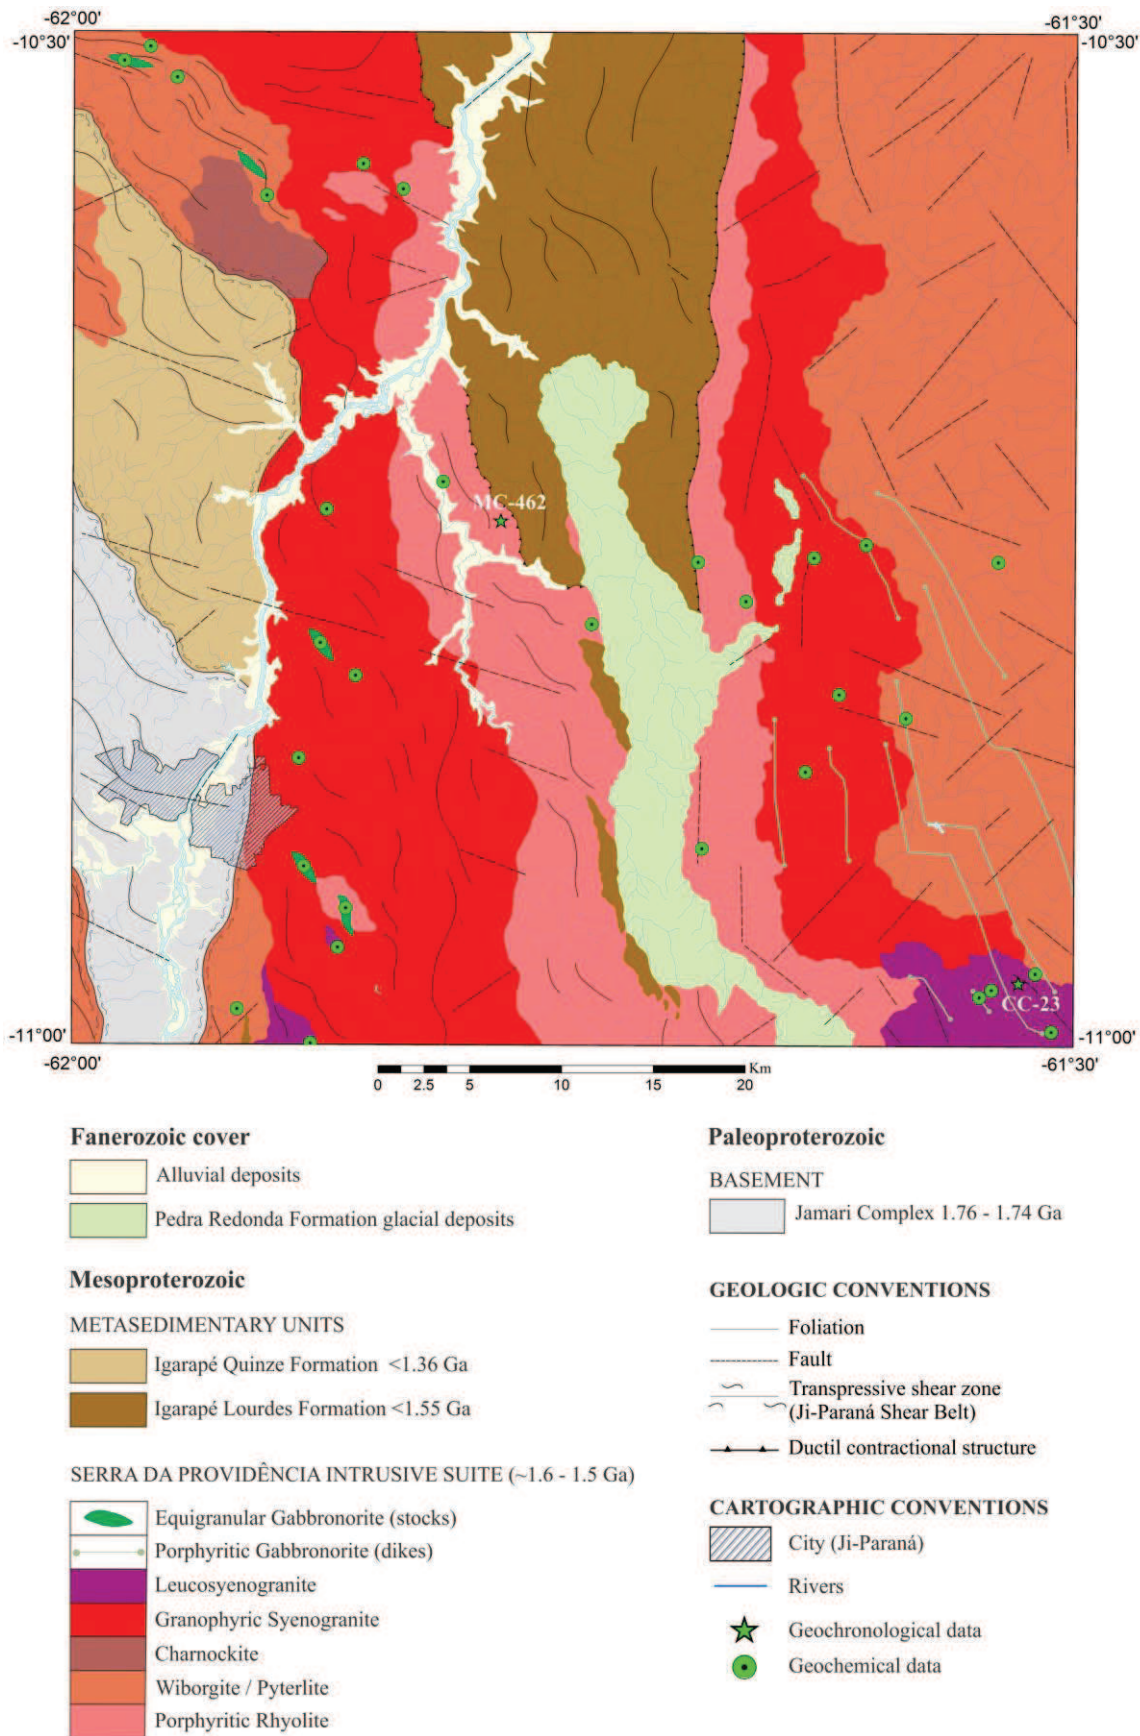 -62°00'
-61°30'
-10°30'
-10°30'
MC-462
CC-23
-11°00'
-11°00'
-62°00'
-61°30'
Km
0 2.5 5 10 15 20
Fanerozoic cover
Alluvial deposits
Pedra Redonda Formation glacial deposits
Mesoproterozoic
METASEDIMENTARY UNITS
Igarapé Quinze Formation <1.36 Ga
Igarapé Lourdes Formation <1.55 Ga
SERRA DA PROVIDÊNCIA INTRUSIVE SUITE (~1.6 - 1.5 Ga)
Equigranular Gabbronorite (stocks)
Porphyritic Gabbronorite (dikes)
Leucosyenogranite
Granophyric Syenogranite
Charnockite
Wiborgite / Pyterlite
Porphyritic Rhyolite
Paleoproterozoic
BASEMENT
Jamari Complex 1.76 - 1.74 Ga
GEOLOGIC CONVENTIONS
Foliation
Fault
Transpressive shear zone
(Ji-Paraná Shear Belt)
Ductil contractional structure
CARTOGRAPHIC CONVENTIONS
City (Ji-Paraná)
Rivers
Geochronological data
Geochemical data